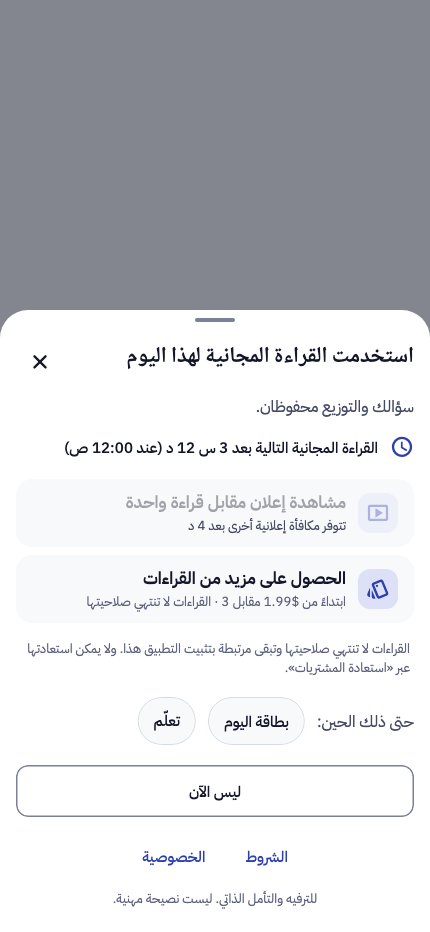 استخدمت القراءة المجانية لهذا اليوم
سؤالك والتوزيع محفوظان.
القراءة المجانية التالية بعد 3 س 12 د (عند 12:00 ص)
مشاهدة إعلان مقابل قراءة واحدة
تتوفر مكافأة إعلانية أخرى بعد 4 د
الحصول على مزيد من القراءات
ابتداءً من 1.99$ مقابل 3 · القراءات لا تنتهي صلاحيتها
القراءات لا تنتهي صلاحيتها وتبقى مرتبطة بتثبيت التطبيق هذا. ولا يمكن استعادتها
عبر «استعادة المشتريات».
حتى ذلك الحين: بطاقة اليوم تعلّم
ليس الآن
الشروط الخصوصية
للترفيه والتأمل الذاتي. ليست نصيحة مهنية.